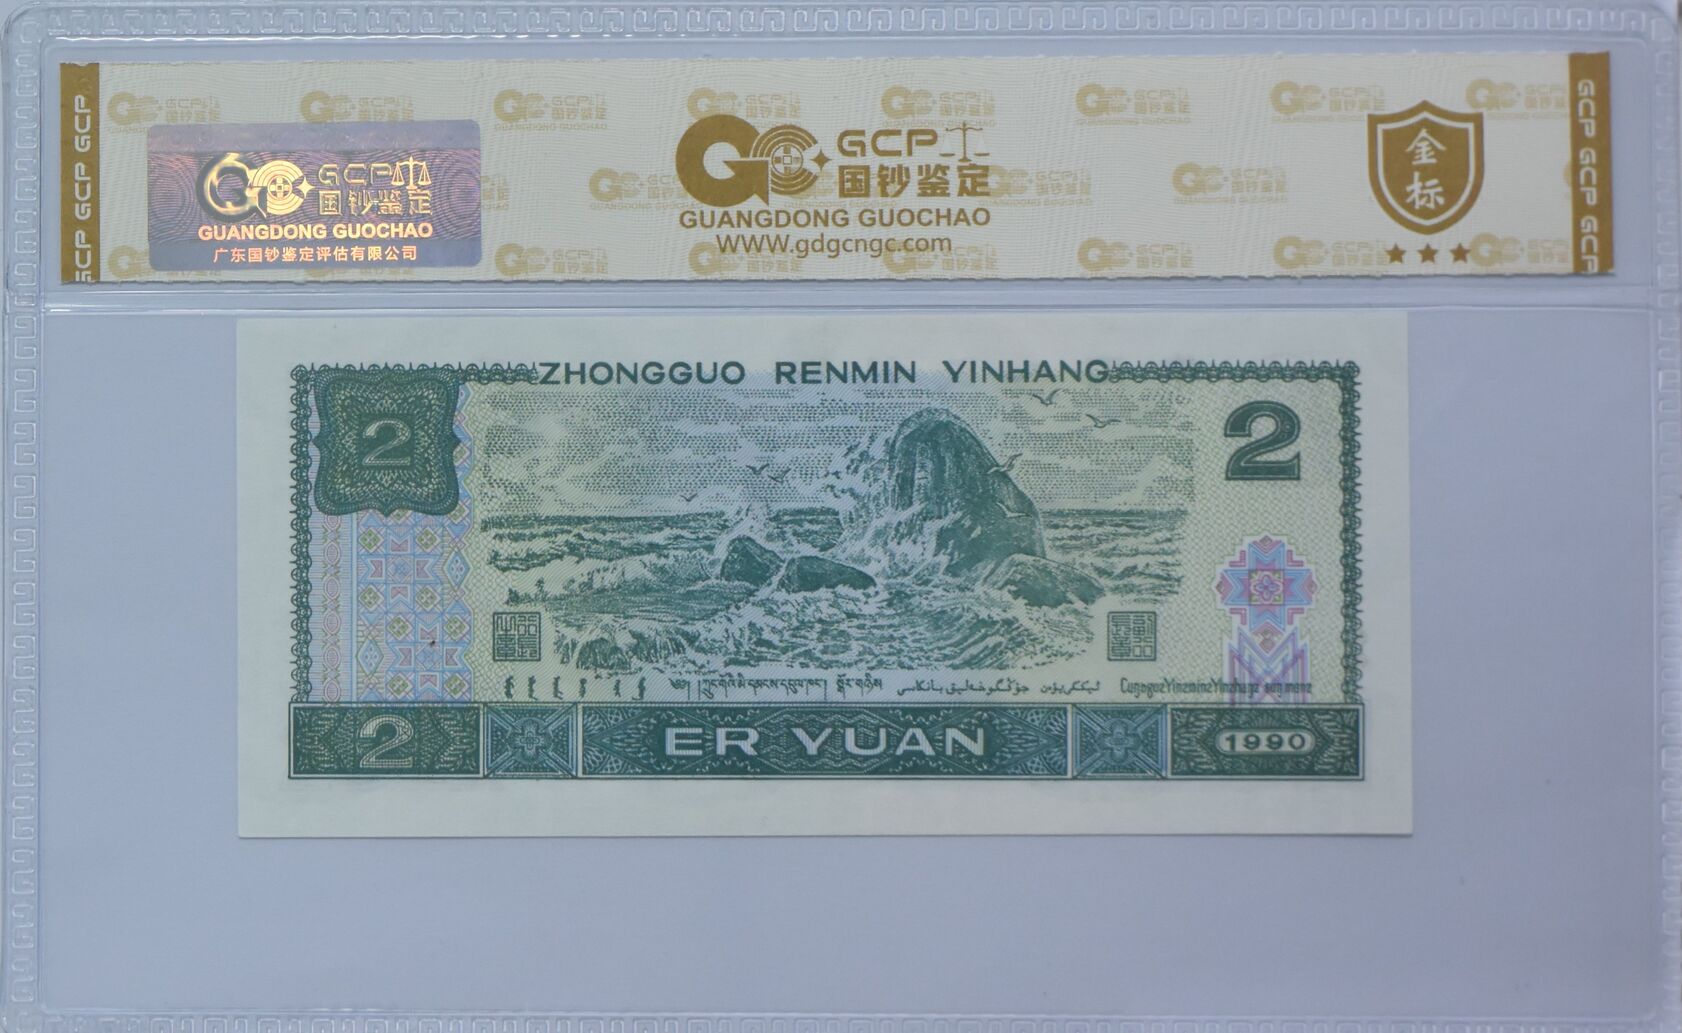 GCP GCP GCP
GCP
国钞鉴定
GUANGDONG GUOCHAO
广东国钞鉴定评估有限公司
GCP
国钞鉴定
GUANGDONG GUOCHAO
WWW.gdgcngc.com
金标
GCP GCP GCP
ZHONGGUO RENMIN YINHANG
2
2
2
ER YUAN
1990